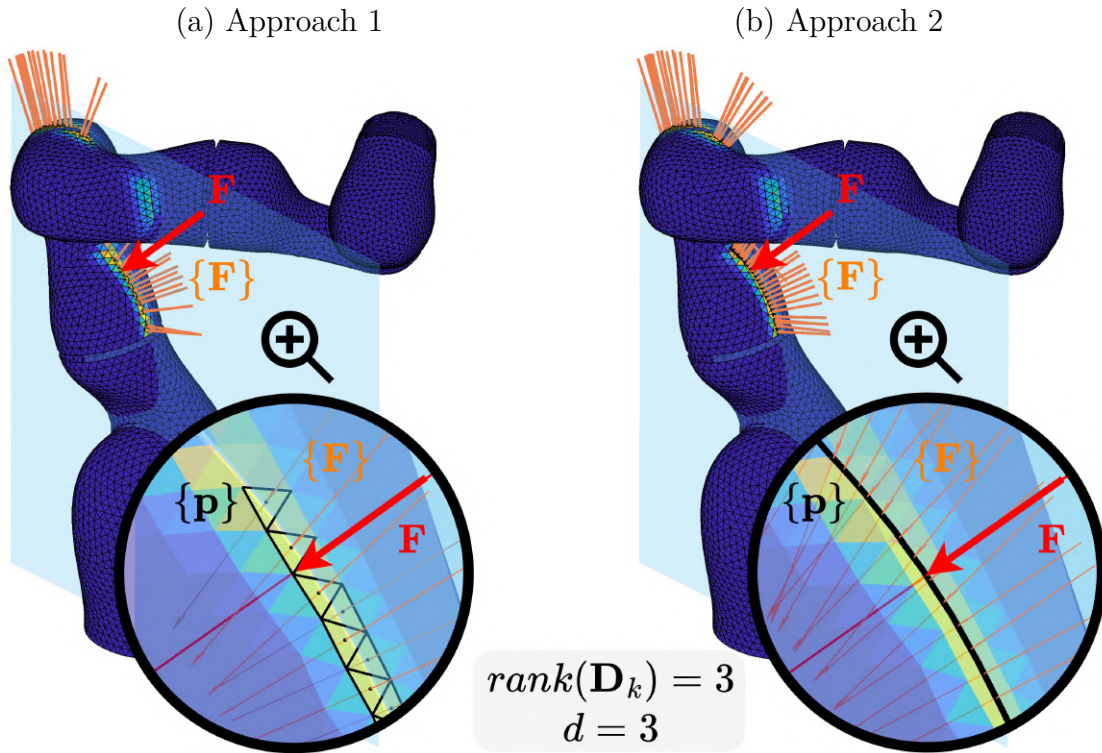 (a) Approach 1
(b) Approach 2
F
{F}
{F}
{p}
F
F
{F}
{F}
{p}
F
rank(D_k) = 3
d = 3